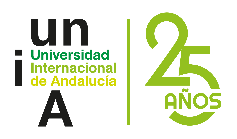 un
i
A
Universidad
Internacional
de Andalucía
25
AÑOS